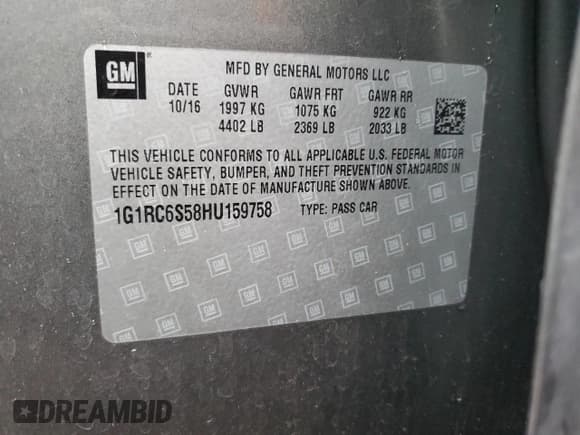 GM
MFD BY GENERAL MOTORS LLC
DATE GVWR GAWR FRT GAWR RR
10/16 1997 KG 1075 KG 922 KG
4402 LB 2369 LB 2033 LB
THIS VEHICLE CONFORMS TO ALL APPLICABLE U.S. FEDERAL MOTOR
VEHICLE SAFETY, BUMPER, AND THEFT PREVENTION STANDARDS IN
EFFECT ON THE DATE OF MANUFACTURE SHOWN ABOVE.
1G1RC6S58HU159758 TYPE: PASS CAR
DREAMBID